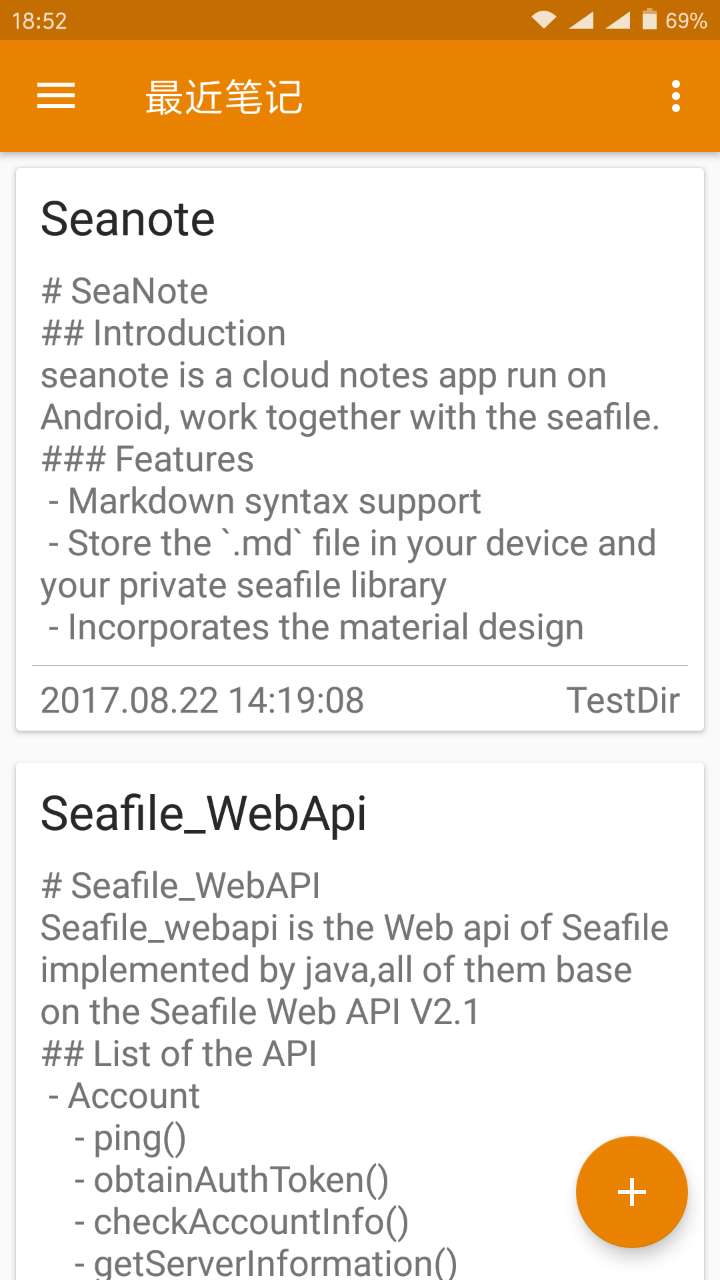 18:52 69%
最近笔记
Seanote
# SeaNote
## Introduction
seanote is a cloud notes app run on
Android, work together with the seafile.
### Features
- Markdown syntax support
- Store the `.md` file in your device and
your private seafile library
- Incorporates the material design
2017.08.22 14:19:08 TestDir
Seafile_WebApi
# Seafile_WebAPI
Seafile_webapi is the Web api of Seafile
implemented by java,all of them base
on the Seafile Web API V2.1
## List of the API
- Account
- ping()
- obtainAuthToken()
- checkAccountInfo()
- getServerInformation()